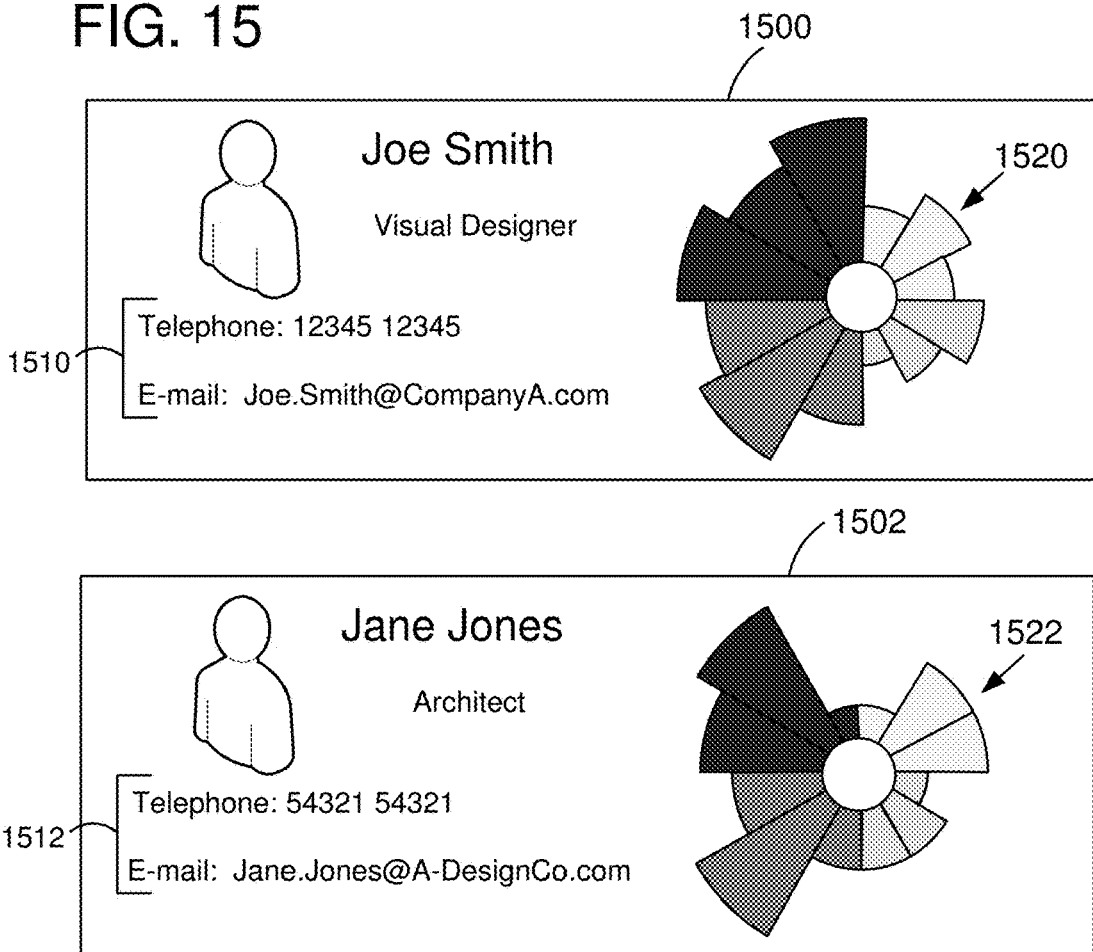 FIG. 15
1500
Joe Smith
1520
Visual Designer
Telephone: 12345 12345
1510
E-mail: Joe.Smith@CompanyA.com
1502
Jane Jones
1522
Architect
Telephone: 54321 54321
1512
E-mail: Jane.Jones@A-DesignCo.com